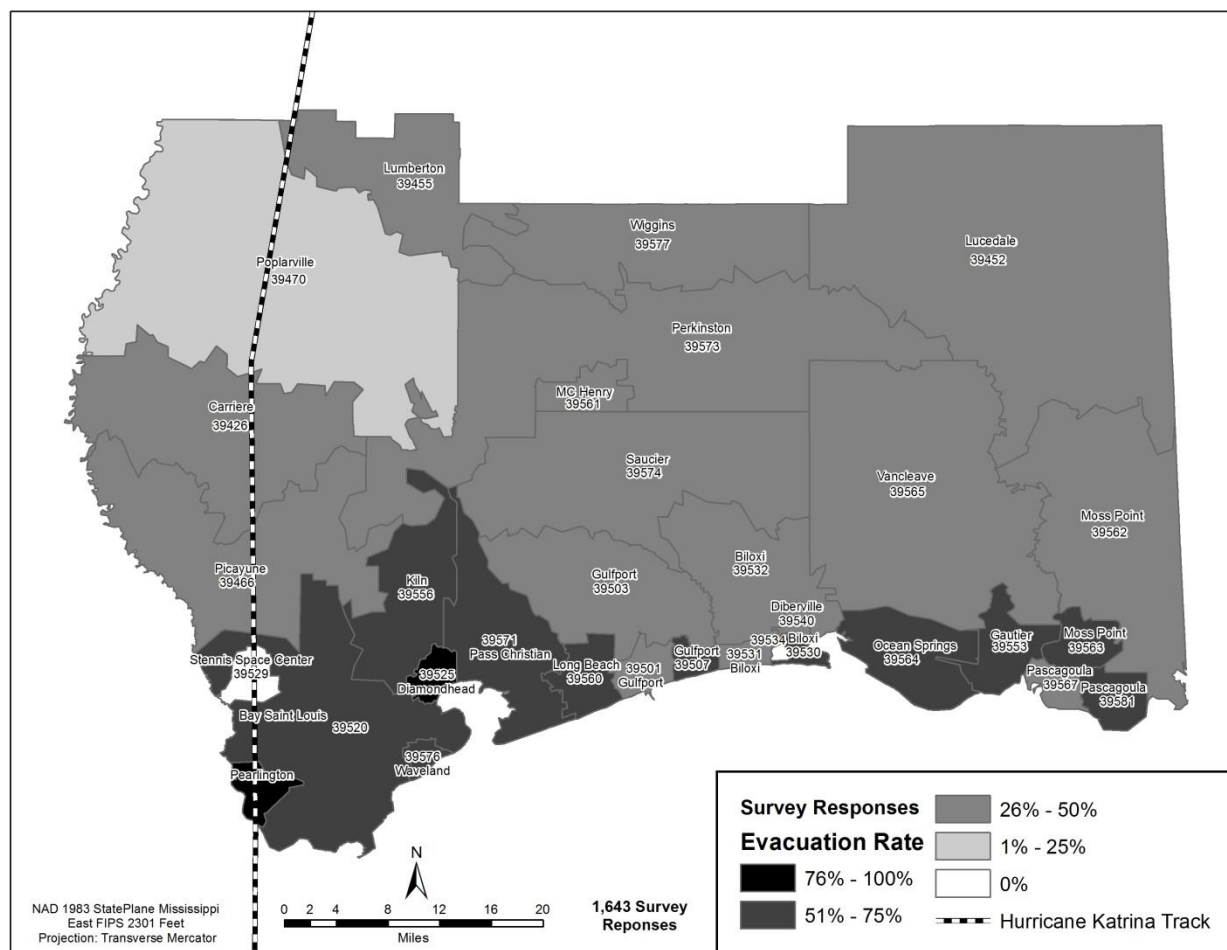 Lumberton
39455
Wiggins
39577
Lucedale
39452
Poplarville
39470
Perkinston
39573
MC Henry
39561
Carriere
39426
Saucier
39574
Vancleave
39565
Moss Point
39562
Picayune
39466
Kiln
39556
Gulfport
39503
Biloxi
39532
Diberville
39540
39571
Pass Christian
Stennis Space Center
39529
39525
Diamondhead
Long Beach
39560
39501
Gulfport
Gulfport
39507
39531
Biloxi
39534
Biloxi
39530
Ocean Springs
39564
Gautier
39553
Moss Point
39563
Pascagoula
39567
Pascagoula
39581
Bay Saint Louis
39520
39576
Waveland
Pearlington
Survey Responses
Evacuation Rate
76% - 100%
51% - 75%
26% - 50%
1% - 25%
0%
Hurricane Katrina Track
N
NAD 1983 StatePlane Mississippi
East FIPS 2301 Feet
Projection: Transverse Mercator
0 2 4 8 12 16 20
Miles
1,643 Survey
Reponses